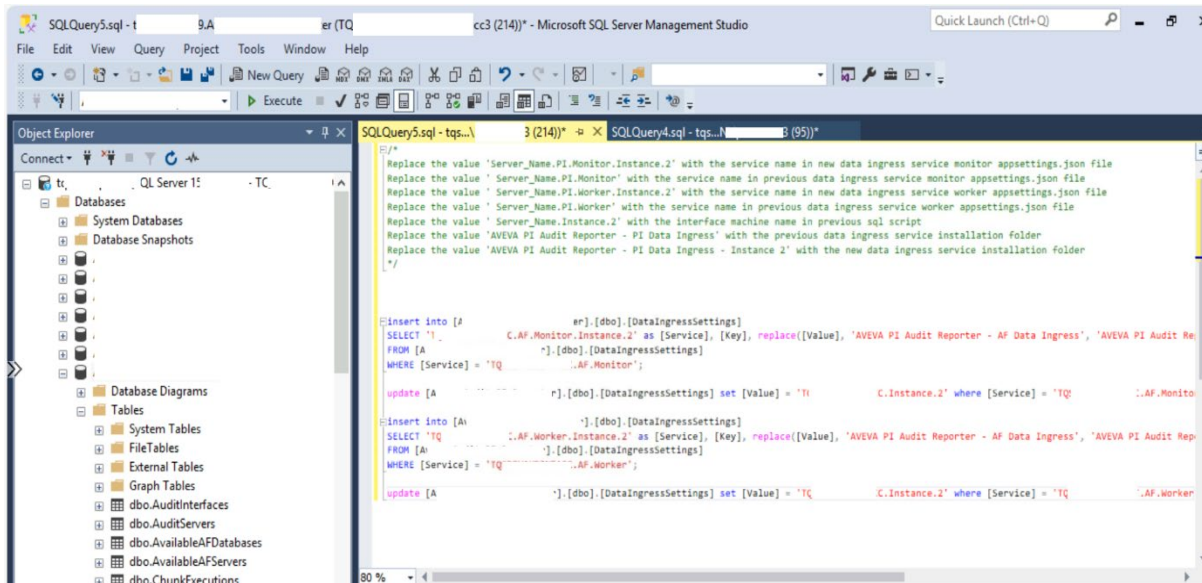 SQLQuery5.sql - t 9.A er (TQ cc3 (214))* - Microsoft SQL Server Management Studio
Quick Launch (Ctrl+Q)
File Edit View Query Project Tools Window Help
New Query
Execute
Object Explorer
SQLQuery5.sql - tqs...\ 3 (214))*
SQLQuery4.sql - tqs...N 3 (95))*
Connect
QL Server 15 - TC
Databases
System Databases
Database Snapshots
Database Diagrams
Tables
System Tables
FileTables
External Tables
Graph Tables
dbo.AuditInterfaces
dbo.AuditServers
dbo.AvailableAFDatabases
dbo.AvailableAFServers
dbo.ChunkExecutions
/*
Replace the value 'Server_Name.PI.Monitor.Instance.2' with the service name in new data ingress service monitor appsettings.json file
Replace the value ' Server_Name.PI.Monitor' with the service name in previous data ingress service monitor appsettings.json file
Replace the value ' Server_Name.PI.Worker.Instance.2' with the service name in new data ingress service worker appsettings.json file
Replace the value ' Server_Name.PI.Worker' with the service name in previous data ingress service worker appsettings.json file
Replace the value ' Server_Name.Instance.2' with the interface machine name in previous sql script
Replace the value 'AVEVA PI Audit Reporter - PI Data Ingress' with the previous data ingress service installation folder
Replace the value 'AVEVA PI Audit Reporter - PI Data Ingress - Instance 2' with the new data ingress service installation folder
*/
insert into [A er].[dbo].[DataIngressSettings]
SELECT 'T C.AF.Monitor.Instance.2' as [Service], [Key], replace([Value], 'AVEVA PI Audit Reporter - AF Data Ingress', 'AVEVA PI Audit Re
FROM [A r].[dbo].[DataIngressSettings]
WHERE [Service] = 'TQ .AF.Monitor';
update [A r].[dbo].[DataIngressSettings] set [Value] = 'T C.Instance.2' where [Service] = 'TQ .AF.Monito
insert into [A ].[dbo].[DataIngressSettings]
SELECT 'TQ .AF.Worker.Instance.2' as [Service], [Key], replace([Value], 'AVEVA PI Audit Reporter - AF Data Ingress', 'AVEVA PI Audit Rep
FROM [A ].[dbo].[DataIngressSettings]
WHERE [Service] = 'TQ .AF.Worker';
update [A ].[dbo].[DataIngressSettings] set [Value] = 'TQ C.Instance.2' where [Service] = 'TQ .AF.Worker
80 %